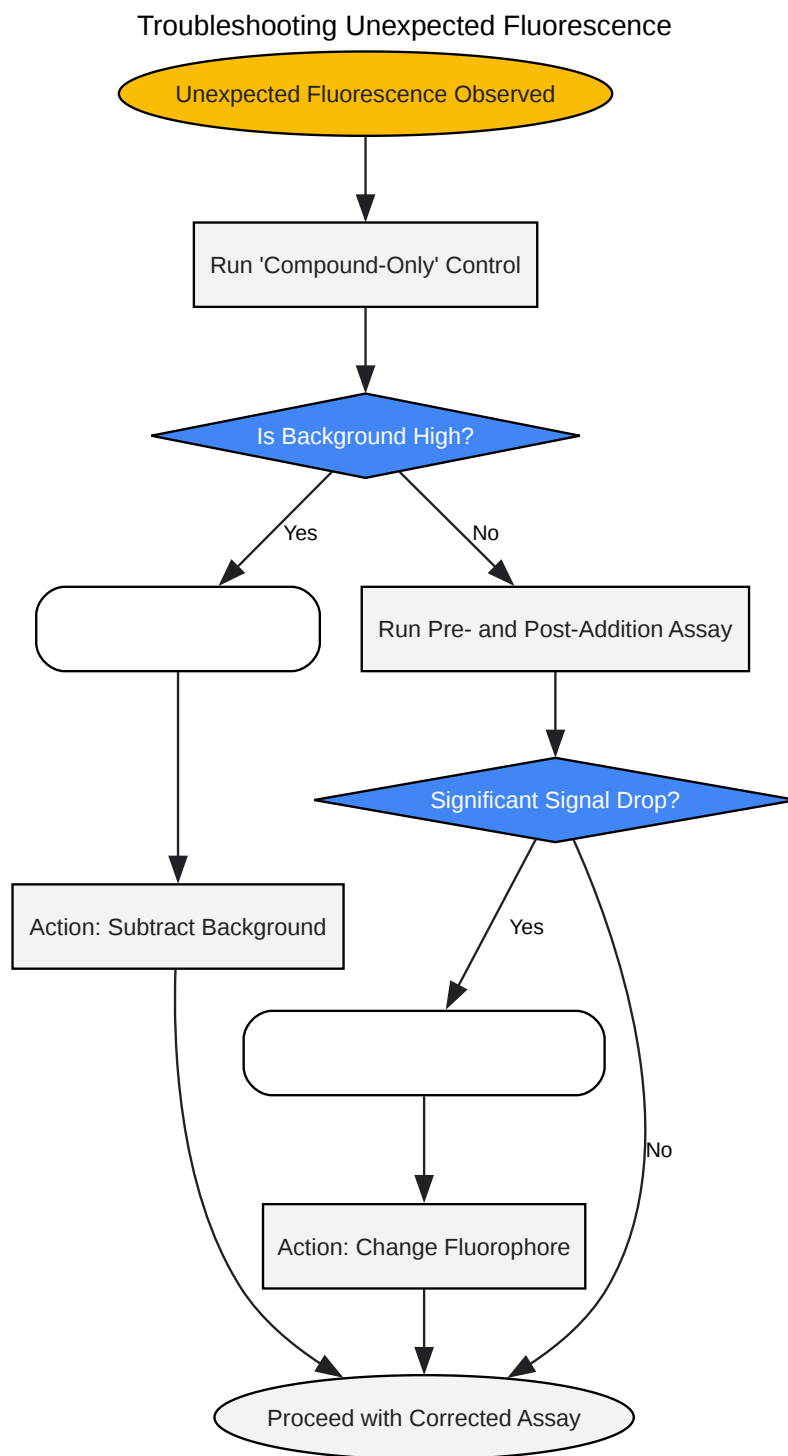 Troubleshooting Unexpected Fluorescence
Unexpected Fluorescence Observed
Run 'Compound-Only' Control
Is Background High?
Yes
No
Run Pre- and Post-Addition Assay
Significant Signal Drop?
Action: Subtract Background
Yes
No
Action: Change Fluorophore
Proceed with Corrected Assay